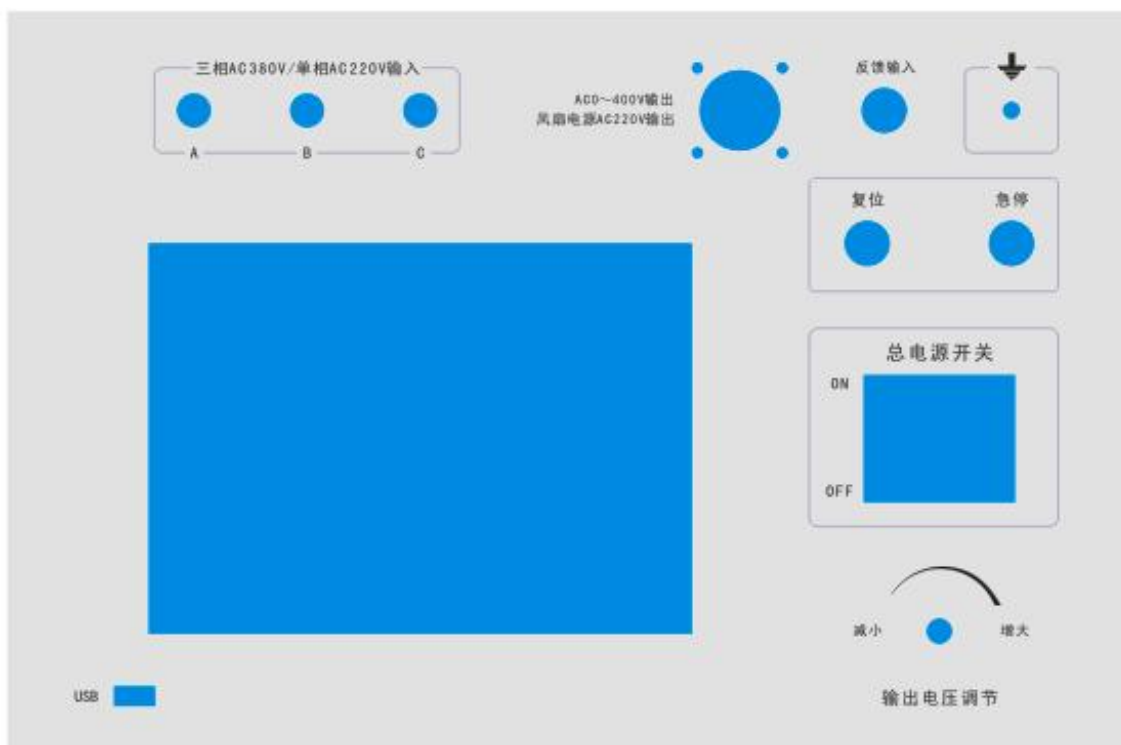 三相AC380V/单相AC220V输入
A
B
C
AC0~400V输出
风扇电源AC220V输出
反馈输入
复位
急停
总电源开关
ON
OFF
减小
增大
输出电压调节
USB